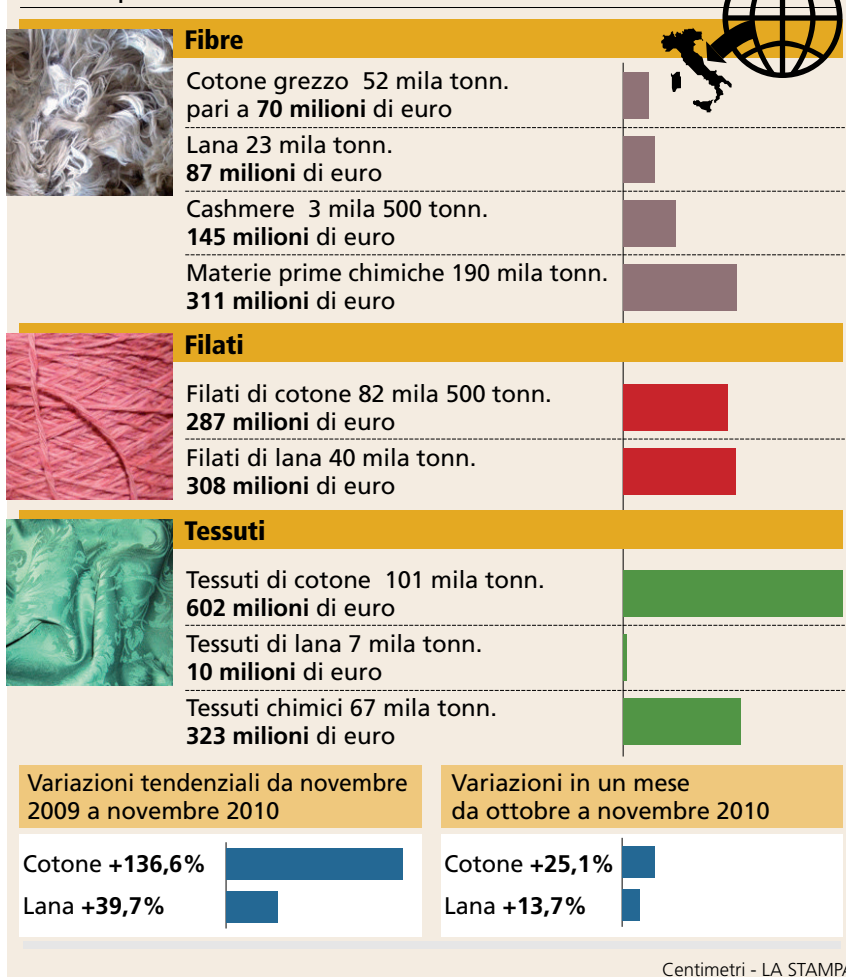 Fibre
Cotone grezzo 52 mila tonn.
pari a 70 milioni di euro
Lana 23 mila tonn.
87 milioni di euro
Cashmere 3 mila 500 tonn.
145 milioni di euro
Materie prime chimiche 190 mila tonn.
311 milioni di euro
Filati
Filati di cotone 82 mila 500 tonn.
287 milioni di euro
Filati di lana 40 mila tonn.
308 milioni di euro
Tessuti
Tessuti di cotone 101 mila tonn.
602 milioni di euro
Tessuti di lana 7 mila tonn.
10 milioni di euro
Tessuti chimici 67 mila tonn.
323 milioni di euro
Variazioni tendenziali da novembre
2009 a novembre 2010
Cotone +136,6%
Lana +39,7%
Variazioni in un mese
da ottobre a novembre 2010
Cotone +25,1%
Lana +13,7%
Centimetri - LA STAMPA